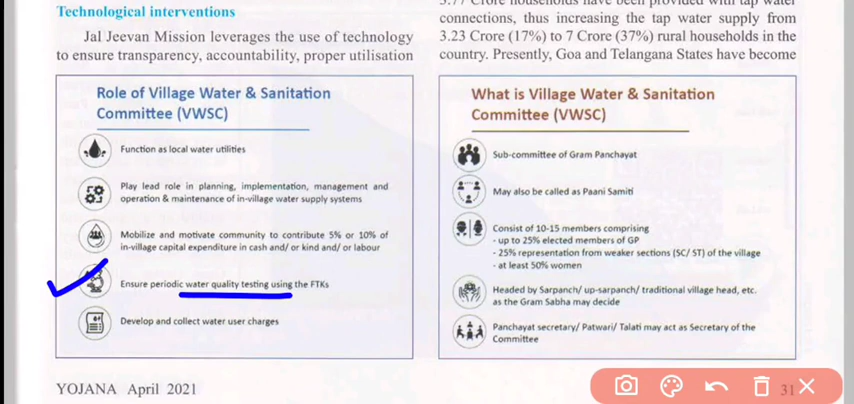 Technological interventions
Jal Jeevan Mission leverages the use of technology
to ensure transparency, accountability, proper utilisation
connections, thus increasing the tap water supply from
3.23 Crore (17%) to 7 Crore (37%) rural households in the
country. Presently, Goa and Telangana States have become
Role of Village Water & Sanitation
Committee (VWSC)
Function as local water utilities
Play lead role in planning, implementation, management and
operation & maintenance of in-village water supply systems
Mobilize and motivate community to contribute 5% or 10% of
in-village capital expenditure in cash and/ or kind and/ or labour
Ensure periodic water quality testing using the FTKs
Develop and collect water user charges
What is Village Water & Sanitation
Committee (VWSC)
Sub-committee of Gram Panchayat
May also be called as Paani Samiti
Consist of 10-15 members comprising
- up to 25% elected members of GP
- 25% representation from weaker sections (SC/ ST) of the village
- at least 50% women
Headed by Sarpanch/ up-sarpanch/ traditional village head, etc.
as the Gram Sabha may decide
Panchayat secretary/ Patwari/ Talati may act as Secretary of the
Committee
YOJANA April 2021
31